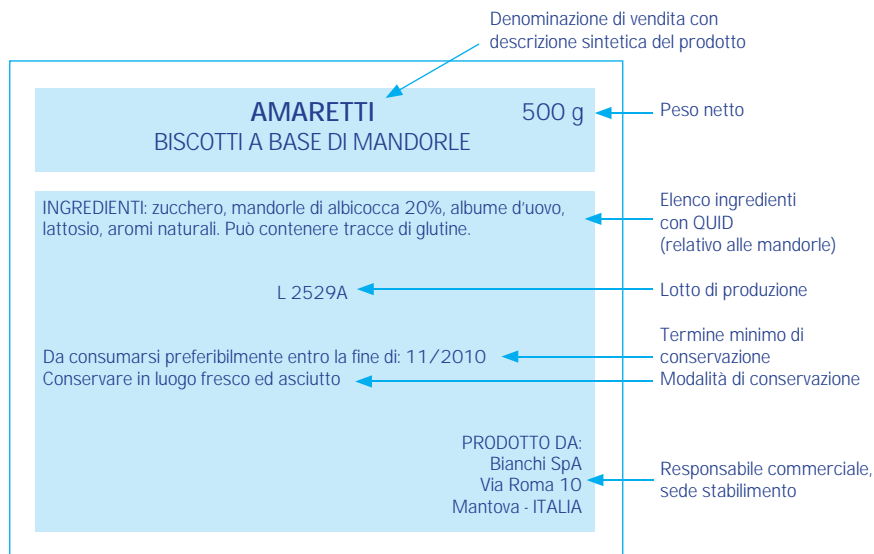 Denominazione di vendita con
descrizione sintetica del prodotto
AMARETTI
500 g
Peso netto
BISCOTTI A BASE DI MANDORLE
INGREDIENTI: zucchero, mandorle di albicocca 20%, albume d'uovo,
lattosio, aromi naturali. Può contenere tracce di glutine.
Elenco ingredienti
con QUID
(relativo alle mandorle)
L 2529A
Lotto di produzione
Da consumarsi preferibilmente entro la fine di: 11/2010
Termine minimo di
conservazione
Conservare in luogo fresco ed asciutto
Modalità di conservazione
PRODOTTO DA:
Bianchi SpA
Via Roma 10
Mantova - ITALIA
Responsabile commerciale,
sede stabilimento